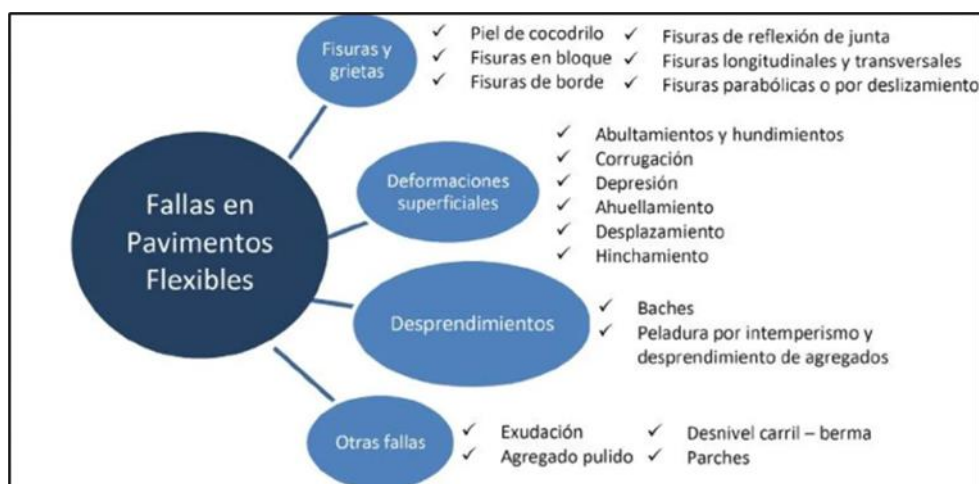 Fallas en
Pavimentos
Flexibles
Fisuras y
grietas
✓ Piel de cocodrilo
✓ Fisuras en bloque
✓ Fisuras de borde
✓ Fisuras de reflexión de junta
✓ Fisuras longitudinales y transversales
✓ Fisuras parabólicas o por deslizamiento
Deformaciones
superficiales
✓ Abultamientos y hundimientos
✓ Corrugación
✓ Depresión
✓ Ahuellamiento
✓ Desplazamiento
✓ Hinchamiento
Desprendimientos
✓ Baches
✓ Peladura por intemperismo y
desprendimiento de agregados
Otras fallas
✓ Exudación
✓ Agregado pulido
✓ Desnivel carril – berma
✓ Parches